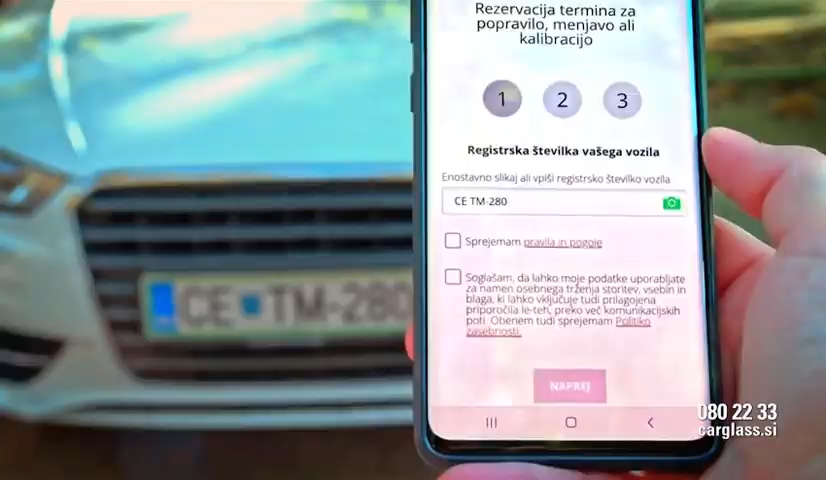 Rezervacija termina za
popravilo, menjavo ali
kalibracijo
1 2 3
Registrska številka vašega vozila
Enostavno slikaj ali vpiši registrsko številko vozila
CE TM-280
Sprejemam pravila in pogoje
Soglašam, da lahko moje podatke uporabljate
za namen osebnega trženja storitev, vsebin in
blaga, ki lahko vključuje tudi prilagojena
priporočila le-teh, preko več komunikacijskih
poti. Obenem tudi sprejemam Politiko
zasebnosti.
NAPREJ
CE TM-280
080 22 33
carglass.si